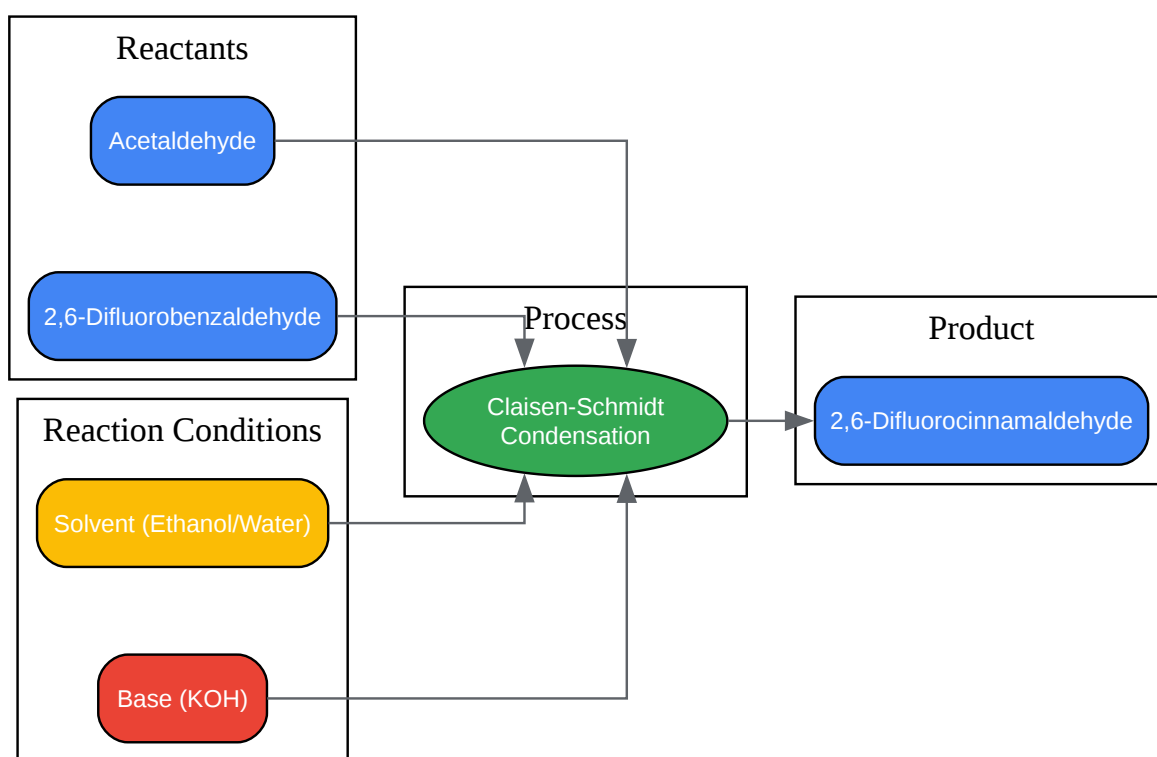 Reactants
Acetaldehyde
2,6-Difluorobenzaldehyde
Process
Claisen-Schmidt
Condensation
Product
2,6-Difluorocinnamaldehyde
Reaction Conditions
Solvent (Ethanol/Water)
Base (KOH)